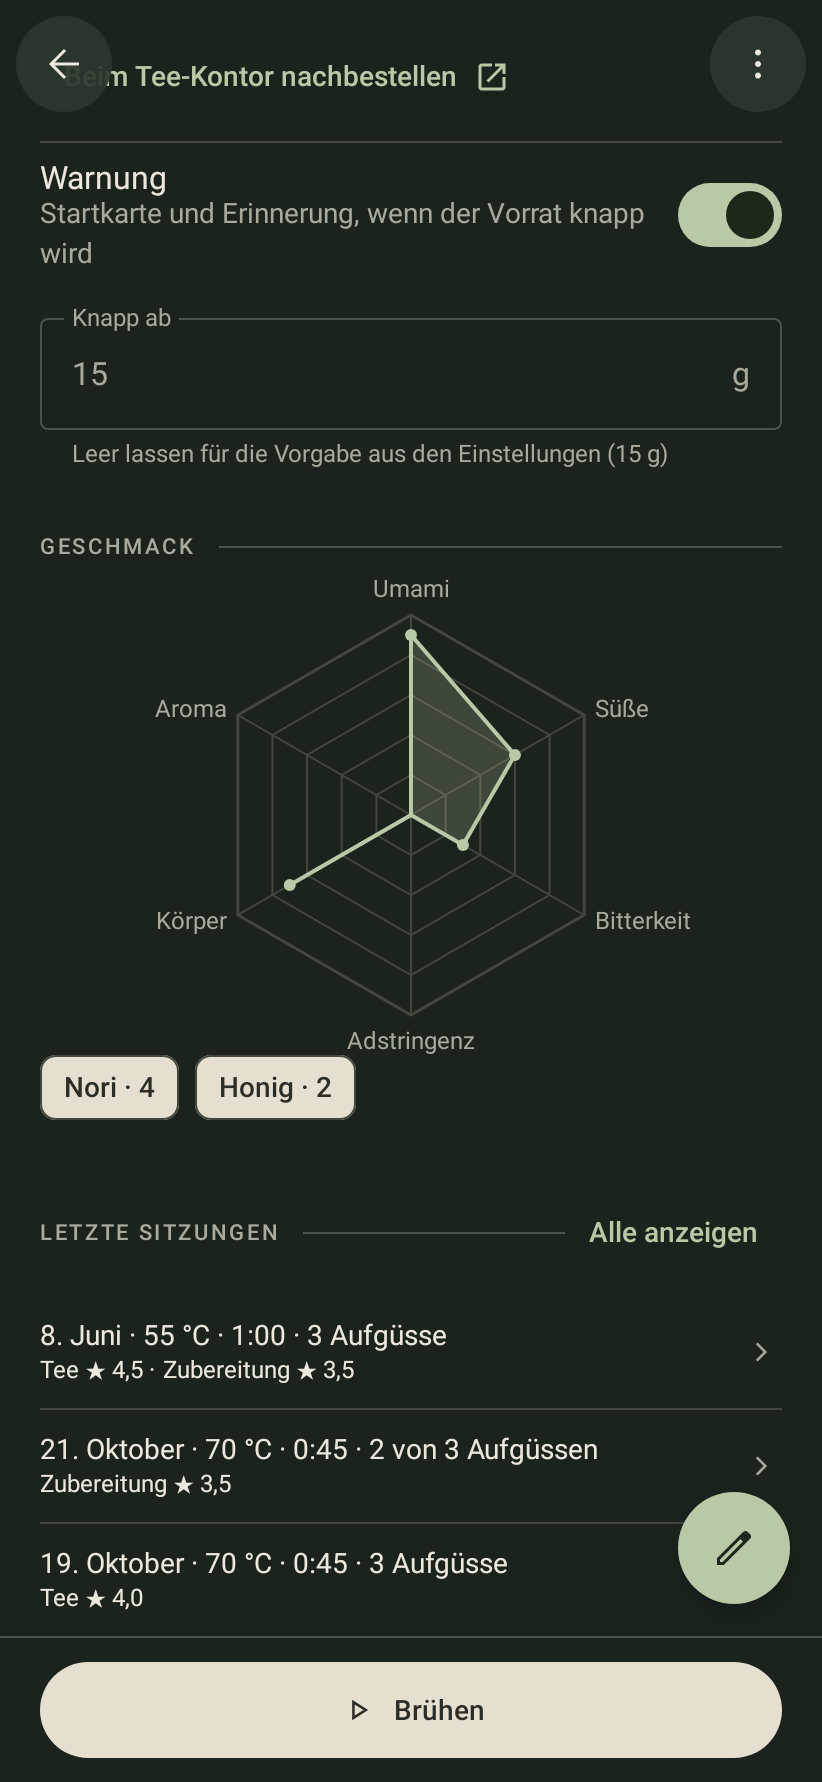 Beim Tee-Kontor nachbestellen
Warnung
Startkarte und Erinnerung, wenn der Vorrat knapp
wird
Knapp ab
15 g
Leer lassen für die Vorgabe aus den Einstellungen (15 g)
GESCHMACK
Umami
Aroma
Süße
Körper
Bitterkeit
Adstringenz
Nori · 4
Honig · 2
LETZTE SITZUNGEN
Alle anzeigen
8. Juni · 55 °C · 1:00 · 3 Aufgüsse
Tee ★ 4,5 · Zubereitung ★ 3,5
21. Oktober · 70 °C · 0:45 · 2 von 3 Aufgüssen
Zubereitung ★ 3,5
19. Oktober · 70 °C · 0:45 · 3 Aufgüsse
Tee ★ 4,0
Brühen